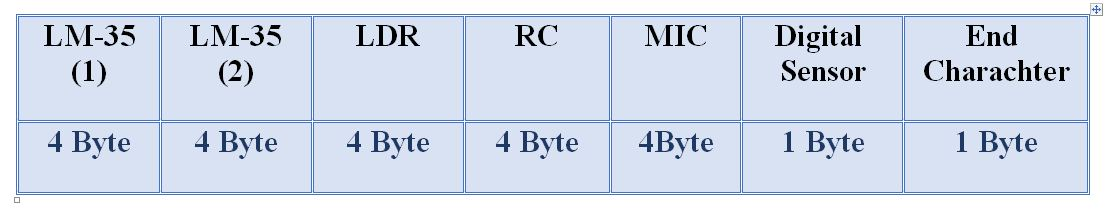 LM-35 (1)
LM-35 (2)
LDR
RC
MIC
Digital Sensor
End Charachter
4 Byte
4 Byte
4 Byte
4 Byte
4Byte
1 Byte
1 Byte